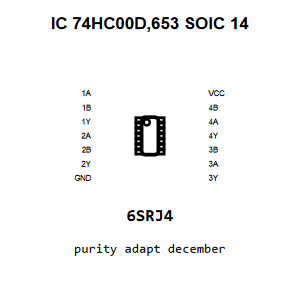 IC 74HC00D,653 SOIC 14
1A VCC
1B 4B
1Y 4A
2A 4Y
2B 3B
2Y 3A
GND 3Y
6SRJ4
purity adapt december